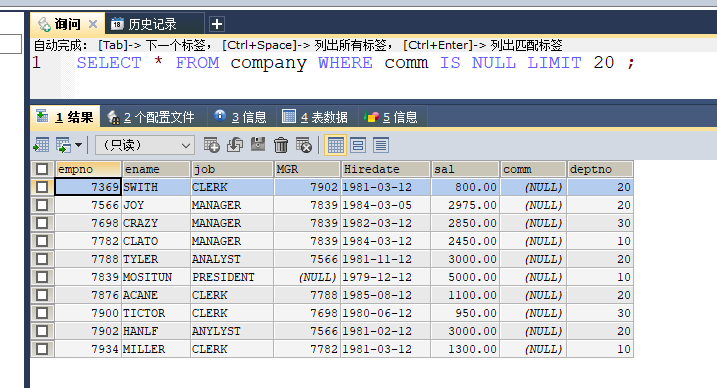 询问 历史记录
自动完成: [Tab]-> 下一个标签, [Ctrl+Space]-> 列出所有标签, [Ctrl+Enter]-> 列出匹配标签
1 SELECT * FROM company WHERE comm IS NULL LIMIT 20 ;
1 结果 2 个配置文件 3 信息 4 表数据 5 信息
(只读)
empno ename job MGR Hiredate sal comm deptno
7369 SWITH CLERK 7902 1981-03-12 800.00 (NULL) 20
7566 JOY MANAGER 7839 1984-03-05 2975.00 (NULL) 20
7698 CRAZY MANAGER 7839 1982-03-12 2850.00 (NULL) 30
7782 CLATO MANAGER 7839 1984-03-12 2450.00 (NULL) 10
7788 TYLER ANALYST 7566 1981-11-12 3000.00 (NULL) 20
7839 MOSITUN PRESIDENT (NULL) 1979-12-12 5000.00 (NULL) 10
7876 ACANE CLERK 7788 1985-08-12 1100.00 (NULL) 20
7900 TICTOR CLERK 7698 1980-06-12 950.00 (NULL) 30
7902 HANLF ANYLYST 7566 1981-02-12 3000.00 (NULL) 20
7934 MILLER CLERK 7782 1981-03-12 1300.00 (NULL) 10